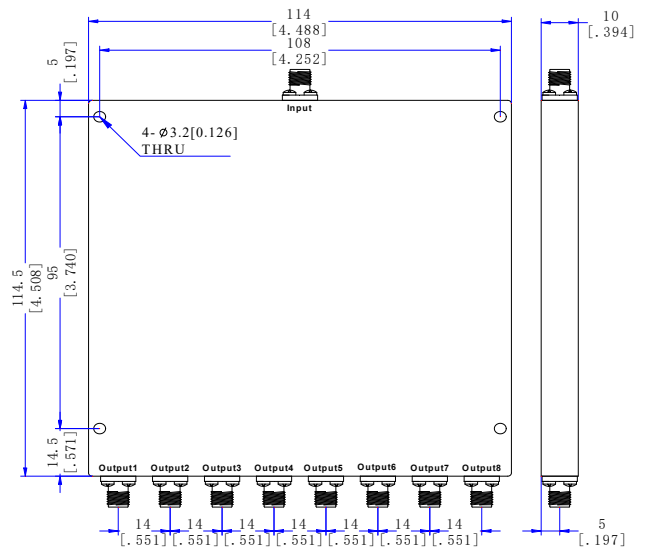 114
[4.488]
10
[.394]
108
[4.252]
5
[.197]
Input
4- Ø3.2[0.126]
THRU
114.5
[4.508]
95
[3.740]
14.5
[.571]
Output1 Output2 Output3 Output4 Output5 Output6 Output7 Output8
14 14 14 14 14 14 14 5
[.551] [.551] [.551] [.551] [.551] [.551] [.551] [.197]